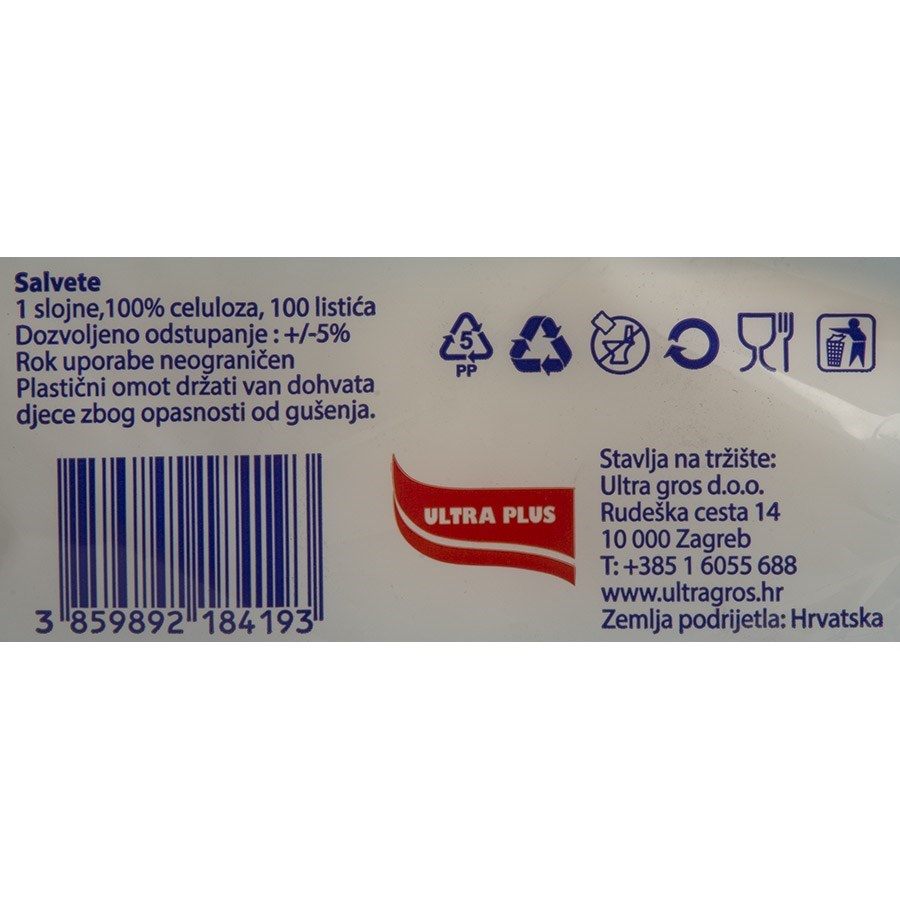 Salvete
1 slojne,100% celuloza, 100 listića
Dozvoljeno odstupanje : +/-5%
Rok uporabe neograničen
Plastični omot držati van dohvata
djece zbog opasnosti od gušenja.
5
PP
3 859892 184193
ULTRA PLUS
Stavlja na tržište:
Ultra gros d.o.o.
Rudeška cesta 14
10 000 Zagreb
T: +385 1 6055 688
www.ultragros.hr
Zemlja podrijetla: Hrvatska